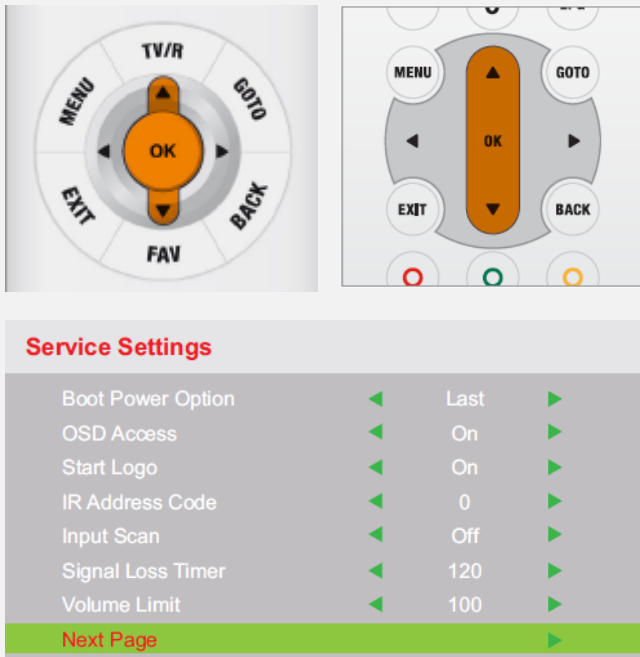 TV/R
MENU
GOTO
OK
EXIT
BACK
FAV
MENU
GOTO
OK
EXIT
BACK
Service Settings
Boot Power Option Last
OSD Access On
Start Logo On
IR Address Code 0
Input Scan Off
Signal Loss Timer 120
Volume Limit 100
Next Page